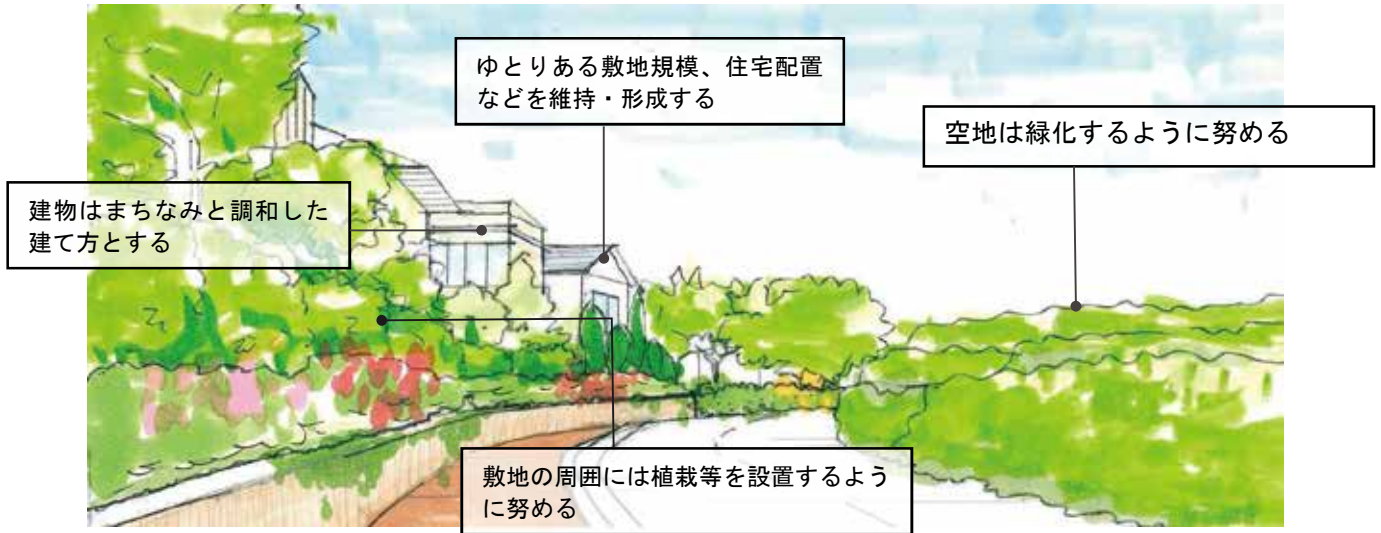 ゆとりある敷地規模、住宅配置
などを維持・形成する
空地は緑化するように努める
建物はまちなみと調和した
建て方とする
敷地の周囲には植栽等を設置するよう
に努める